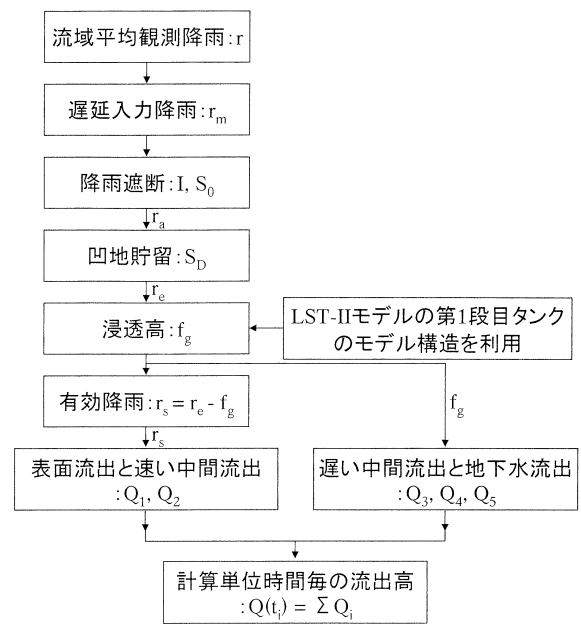 流域平均観測降雨:r
遅延入力降雨:rm
降雨遮断:I, S0
ra
凹地貯留:SD
re
浸透高:fg
LST-IIモデルの第1段目タンク
のモデル構造を利用
有効降雨:rs = re - fg
fg
rs
表面流出と速い中間流出
:Q1, Q2
遅い中間流出と地下水流出
:Q3, Q4, Q5
計算単位時間毎の流出高
:Q(ti) = ΣQi